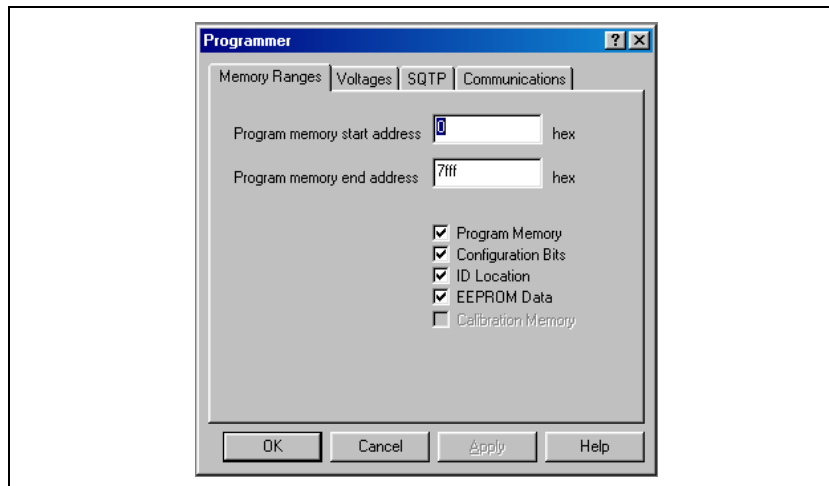 Programmer
Memory Ranges Voltages SQTP Communications
Program memory start address 0 hex
Program memory end address 7fff hex
Program Memory
Configuration Bits
ID Location
EEPROM Data
Calibration Memory
OK Cancel Apply Help